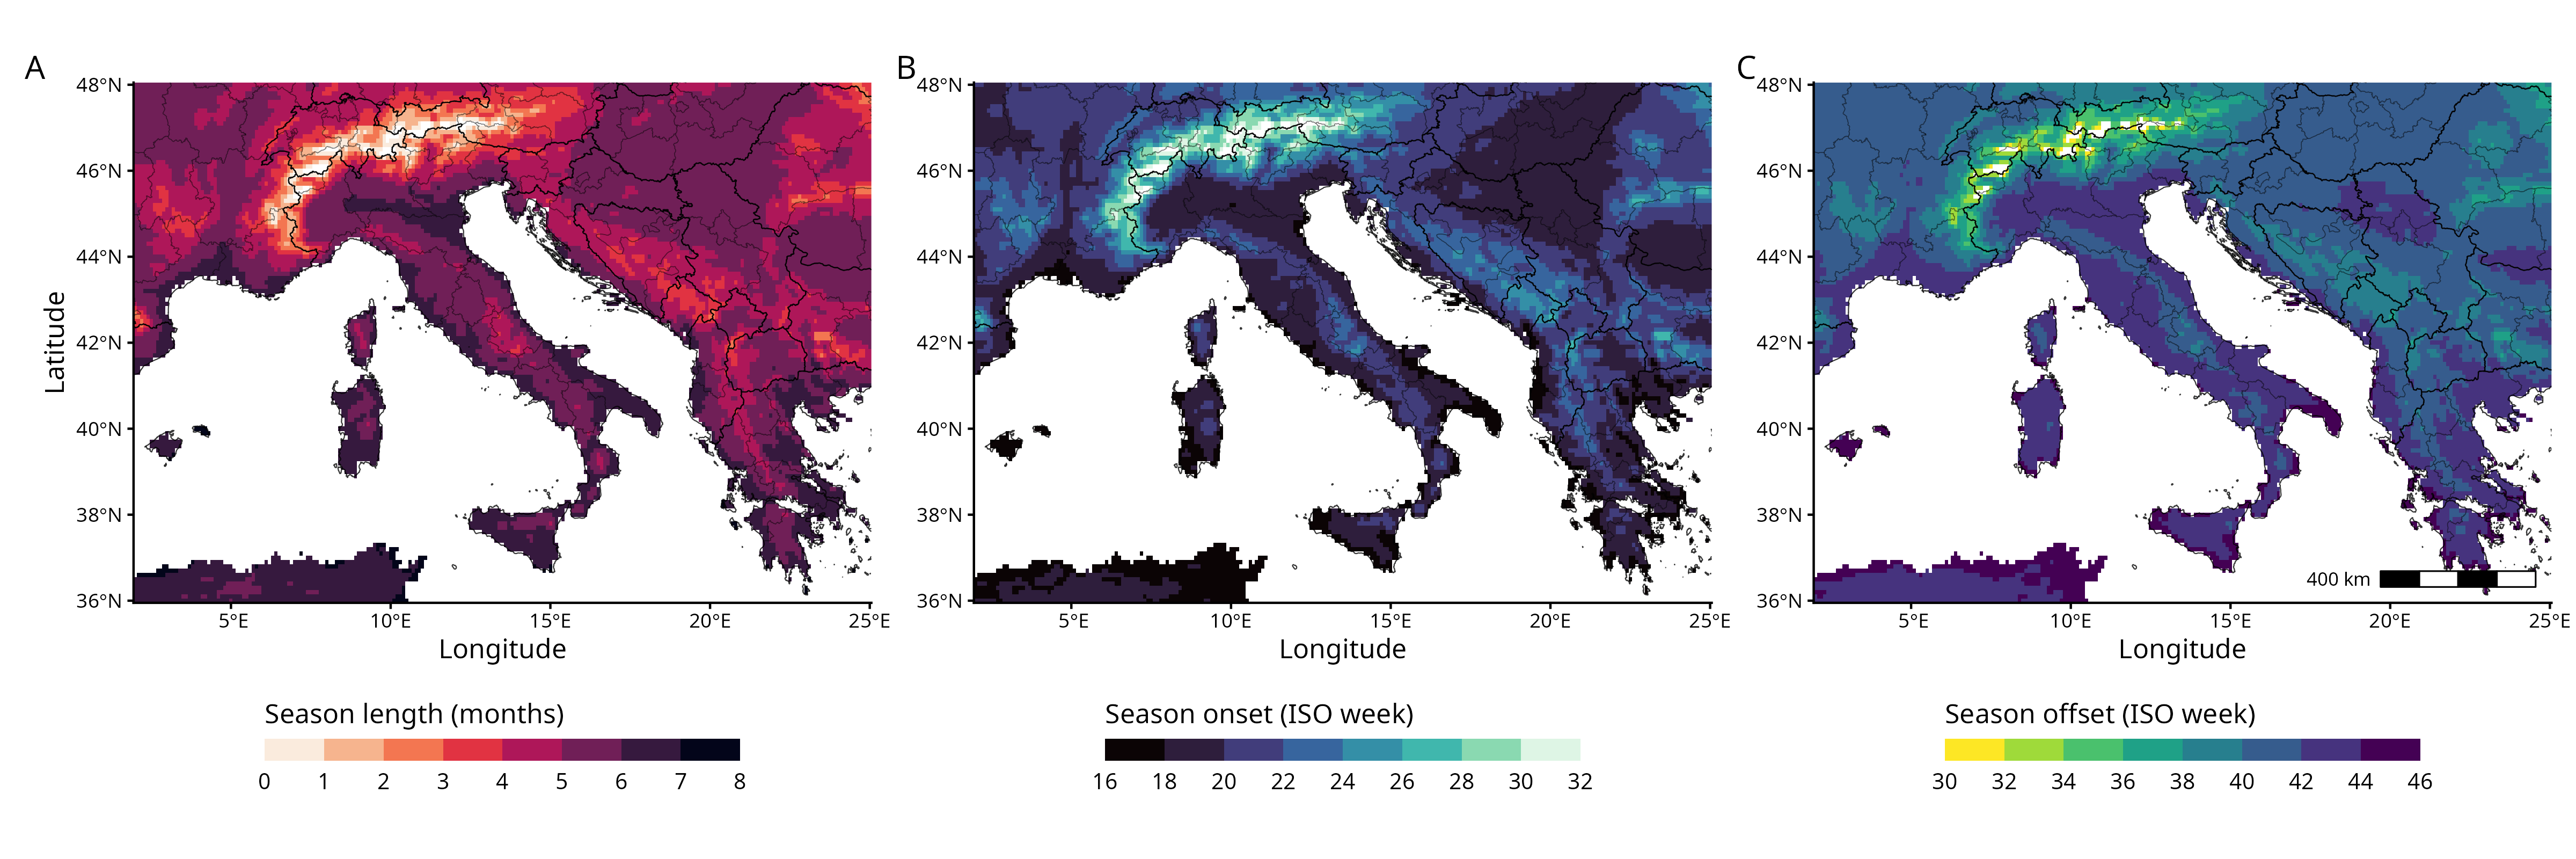 A
B
C
48°N
46°N
44°N
42°N
40°N
38°N
36°N
Latitude
5°E
10°E
15°E
20°E
25°E
Longitude
48°N
46°N
44°N
42°N
40°N
38°N
36°N
5°E
10°E
15°E
20°E
25°E
Longitude
48°N
46°N
44°N
42°N
40°N
38°N
36°N
400 km
5°E
10°E
15°E
20°E
25°E
Longitude
Season length (months)
0 1 2 3 4 5 6 7 8
Season onset (ISO week)
16 18 20 22 24 26 28 30 32
Season offset (ISO week)
30 32 34 36 38 40 42 44 46